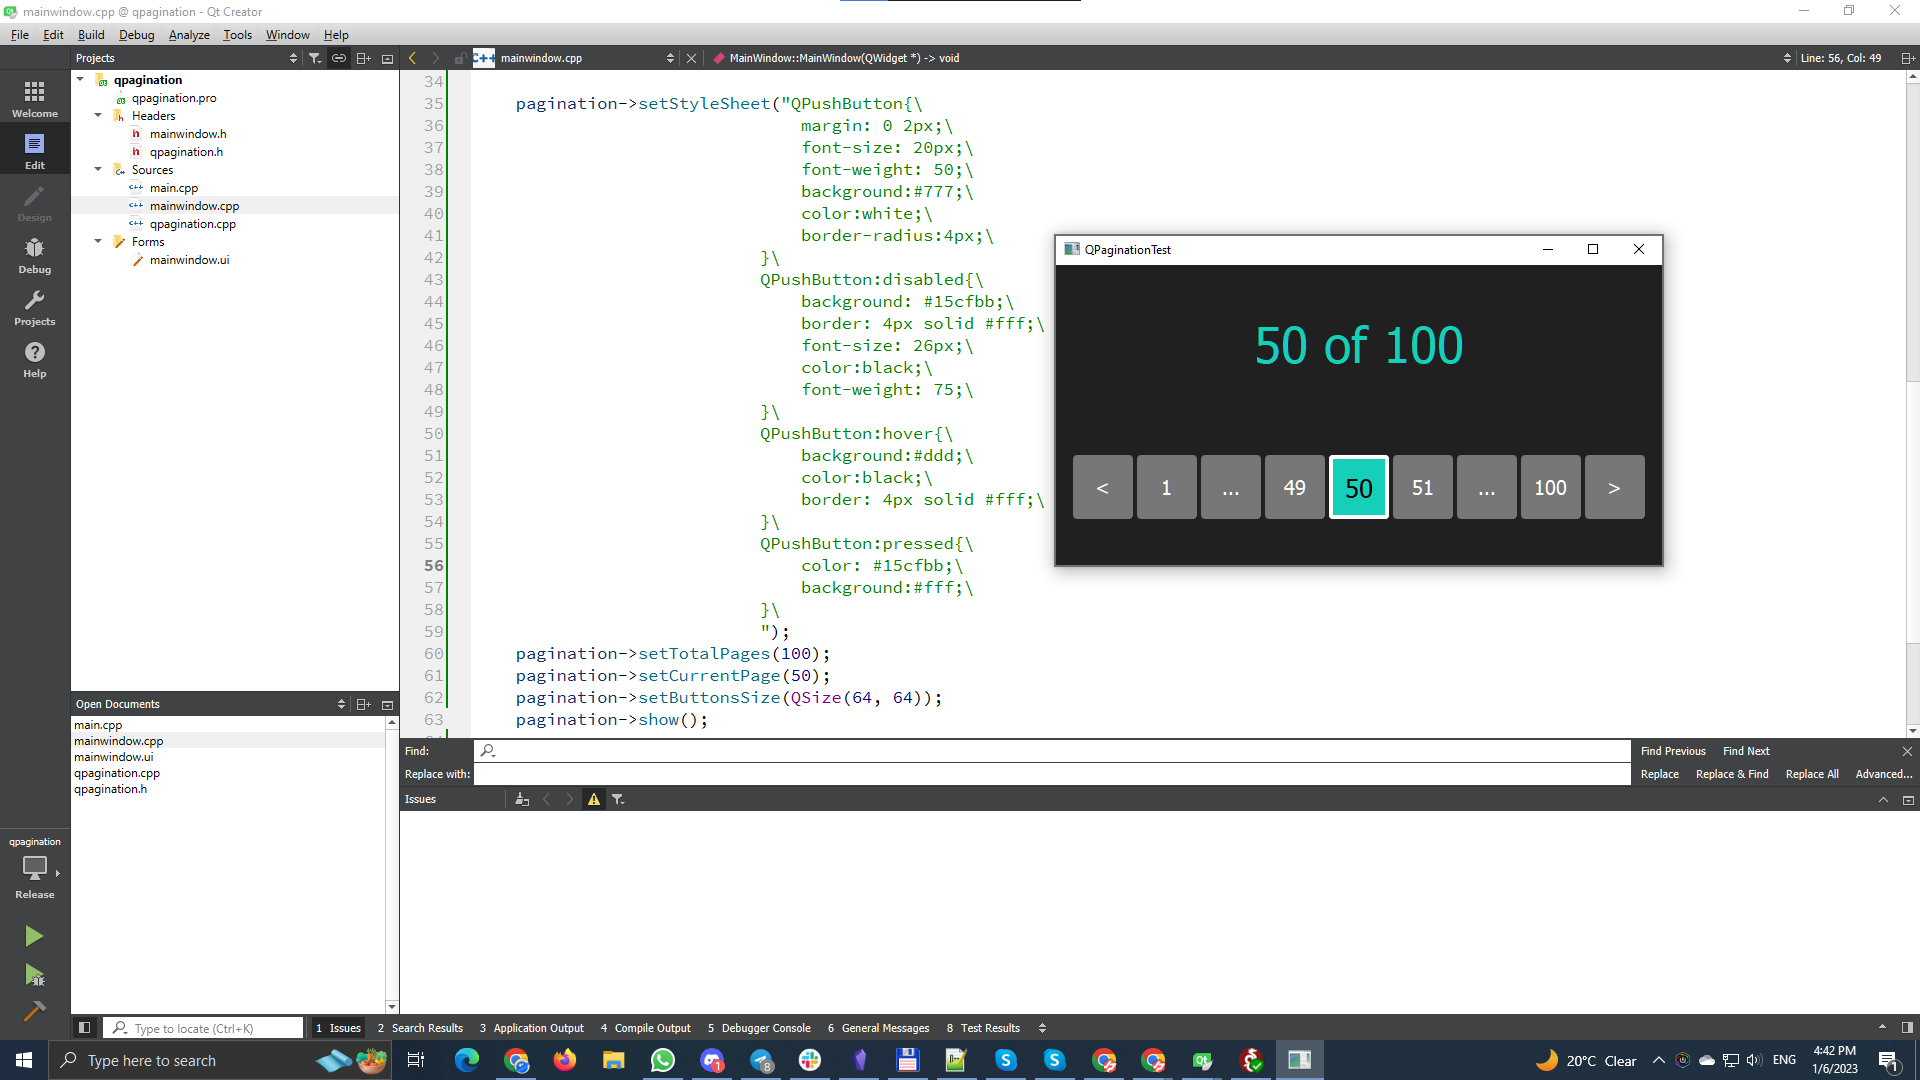 mainwindow.cpp @ qpagination - Qt Creator
File Edit Build Debug Analyze Tools Window Help
Projects
mainwindow.cpp
MainWindow::MainWindow(QWidget *) -> void
Line: 56, Col: 49
Welcome
Edit
Design
Debug
Projects
Help
qpagination
qpagination.pro
Headers
mainwindow.h
qpagination.h
Sources
main.cpp
mainwindow.cpp
qpagination.cpp
Forms
mainwindow.ui
34
35 pagination->setStyleSheet("QPushButton{\
36 margin: 0 2px;\
37 font-size: 20px;\
38 font-weight: 50;\
39 background:#777;\
40 color:white;\
41 border-radius:4px;\
42 }\
43 QPushButton:disabled{\
44 background: #15cfbb;\
45 border: 4px solid #fff;\
46 font-size: 26px;\
47 color:black;\
48 font-weight: 75;\
49 }\
50 QPushButton:hover{\
51 background:#ddd;\
52 color:black;\
53 border: 4px solid #fff;\
54 }\
55 QPushButton:pressed{\
56 color: #15cfbb;\
57 background:#fff;\
58 }\
59 ");
60 pagination->setTotalPages(100);
61 pagination->setCurrentPage(50);
62 pagination->setButtonsSize(QSize(64, 64));
63 pagination->show();
QPaginationTest
50 of 100
< 1 ... 49 50 51 ... 100 >
Open Documents
main.cpp
mainwindow.cpp
mainwindow.ui
qpagination.cpp
qpagination.h
Find:
Find Previous Find Next
Replace with:
Replace Replace & Find Replace All Advanced...
Issues
qpagination
Release
Type to locate (Ctrl+K)
1 Issues 2 Search Results 3 Application Output 4 Compile Output 5 Debugger Console 6 General Messages 8 Test Results
Type here to search
20°C Clear
ENG
4:42 PM
1/6/2023